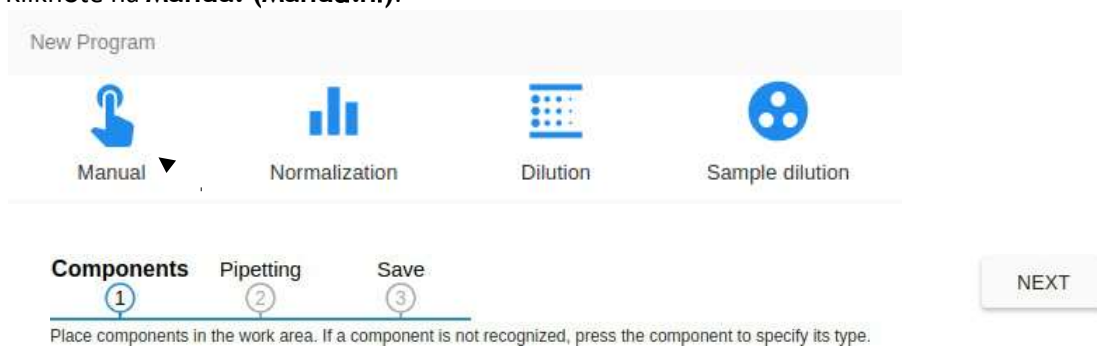 New Program
Manual Normalization Dilution Sample dilution
Components Pipetting Save
1 2 3
NEXT
Place components in the work area. If a component is not recognized, press the component to specify its type.